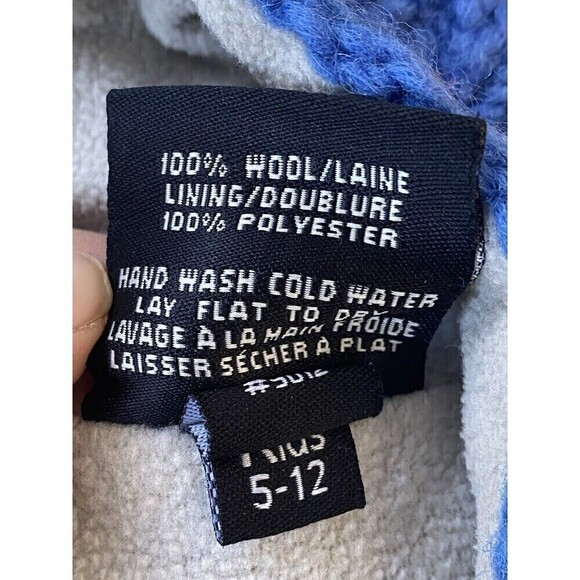 100% WOOL/LAINE
LINING/DOUBLURE
100% POLYESTER
HAND WASH COLD WATER
LAY FLAT TO DRY
LAVAGE À LA MAIN FROIDE
LAISSER SÉCHER À PLAT
Kids
5-12